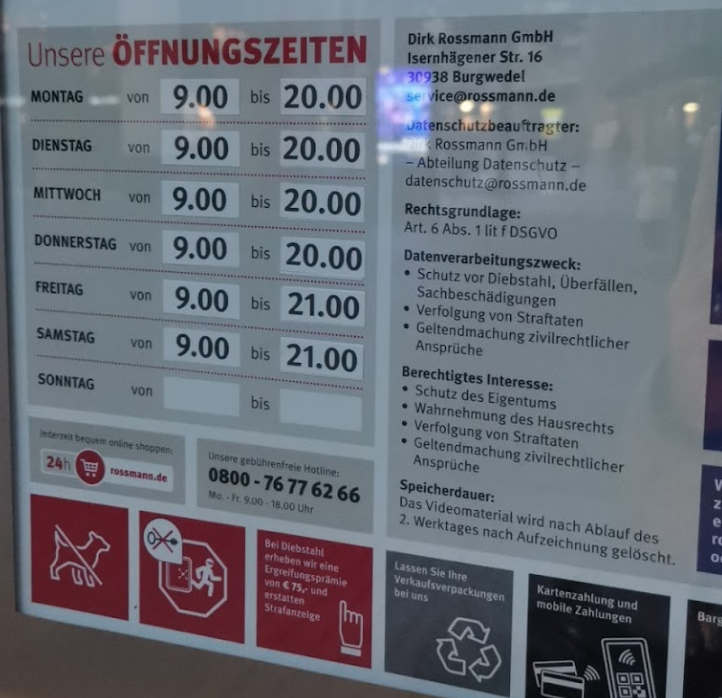 Unsere ÖFFNUNGSZEITEN
MONTAG von 9.00 bis 20.00
DIENSTAG von 9.00 bis 20.00
MITTWOCH von 9.00 bis 20.00
DONNERSTAG von 9.00 bis 20.00
FREITAG von 9.00 bis 21.00
SAMSTAG von 9.00 bis 21.00
SONNTAG von bis
Jederzeit bequem online shoppen:
24h rossmann.de
Unsere gebührenfreie Hotline:
0800 - 76 77 62 66
Mo. - Fr. 9.00 - 18.00 Uhr
Dirk Rossmann GmbH
Isernhägener Str. 16
30938 Burgwedel
service@rossmann.de
Datenschutzbeauftragter:
Dirk Rossmann GmbH
– Abteilung Datenschutz –
datenschutz@rossmann.de
Rechtsgrundlage:
Art. 6 Abs. 1 lit f DSGVO
Datenverarbeitungszweck:
• Schutz vor Diebstahl, Überfällen,
Sachbeschädigungen
• Verfolgung von Straftaten
• Geltendmachung zivilrechtlicher
Ansprüche
Berechtigtes Interesse:
• Schutz des Eigentums
• Wahrnehmung des Hausrechts
• Verfolgung von Straftaten
• Geltendmachung zivilrechtlicher
Ansprüche
Speicherdauer:
Das Videomaterial wird nach Ablauf des
2. Werktages nach Aufzeichnung gelöscht.
Bei Diebstahl
erheben wir eine
Ergreifungsprämie
von € 75,- und
erstatten
Strafanzeige
Lassen Sie Ihre
Verkaufsverpackungen
bei uns
Kartenzahlung und
mobile Zahlungen